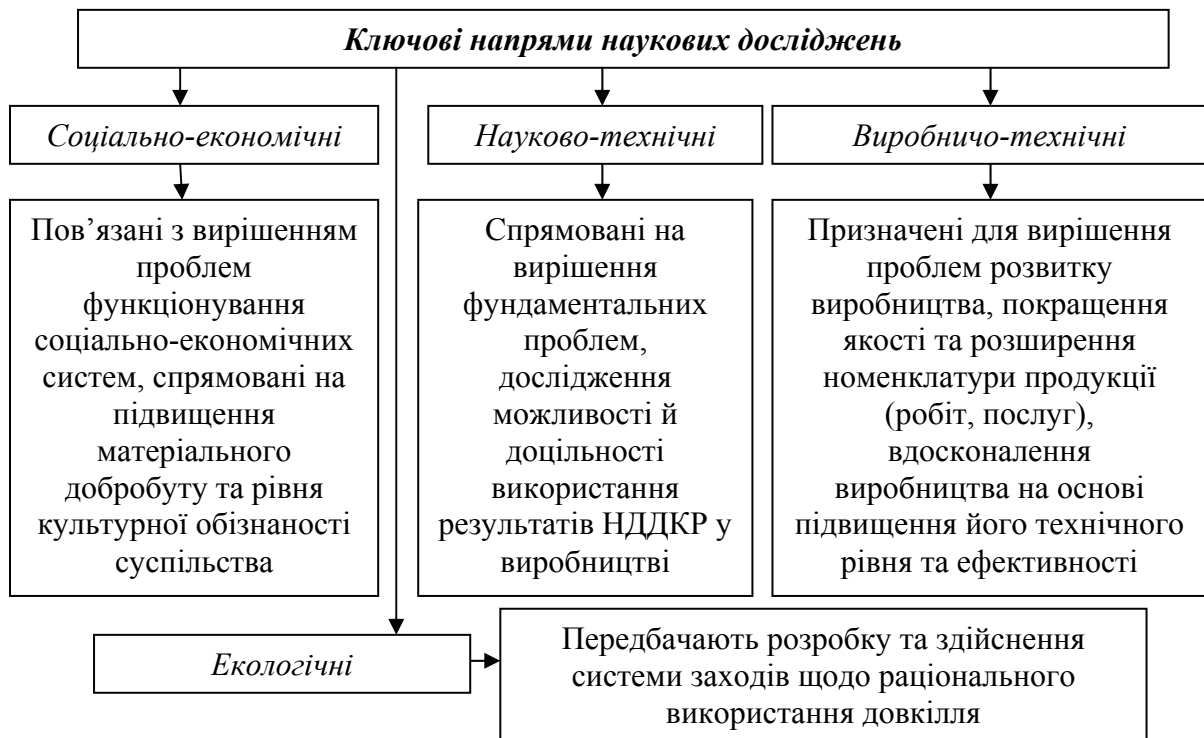 Ключові напрями наукових досліджень
Соціально-економічні
Науково-технічні
Виробничо-технічні
Пов’язані з вирішенням
проблем
функціонування
соціально-економічних
систем, спрямовані на
підвищення
матеріального
добробуту та рівня
культурної обізнаності
суспільства
Спрямовані на
вирішення
фундаментальних
проблем,
дослідження
можливості й
доцільності
використання
результатів НДДКР у
виробництві
Призначені для вирішення
проблем розвитку
виробництва, покращення
якості та розширення
номенклатури продукції
(робіт, послуг),
вдосконалення
виробництва на основі
підвищення його технічного
рівня та ефективності
Екологічні
Передбачають розробку та здійснення
системи заходів щодо раціонального
використання довкілля